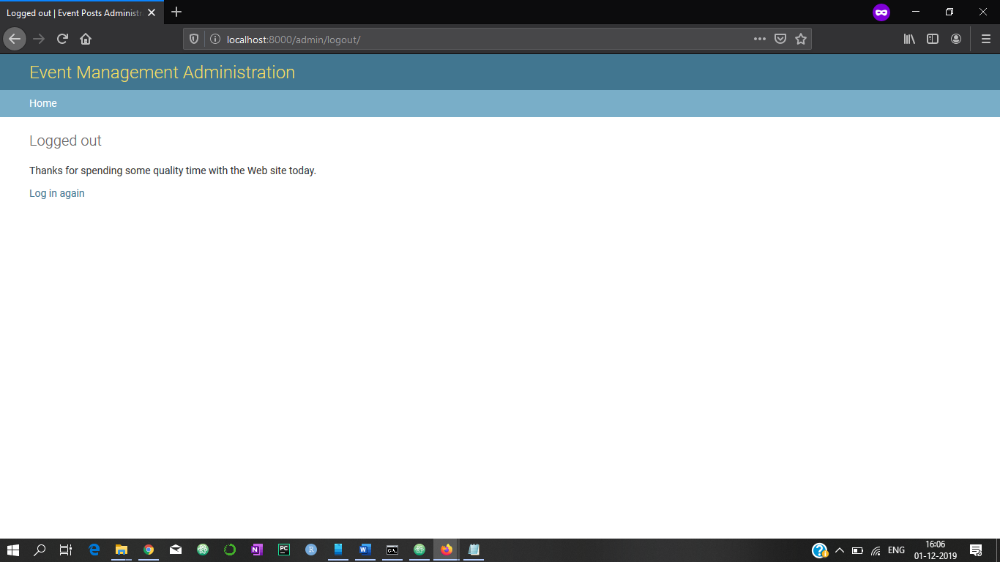 Logged out | Event Posts Administr
localhost:8000/admin/logout/
Event Management Administration
Home
Logged out
Thanks for spending some quality time with the Web site today.
Log in again
N
PC
R
W
C:\.
ENG
16:06
01-12-2019